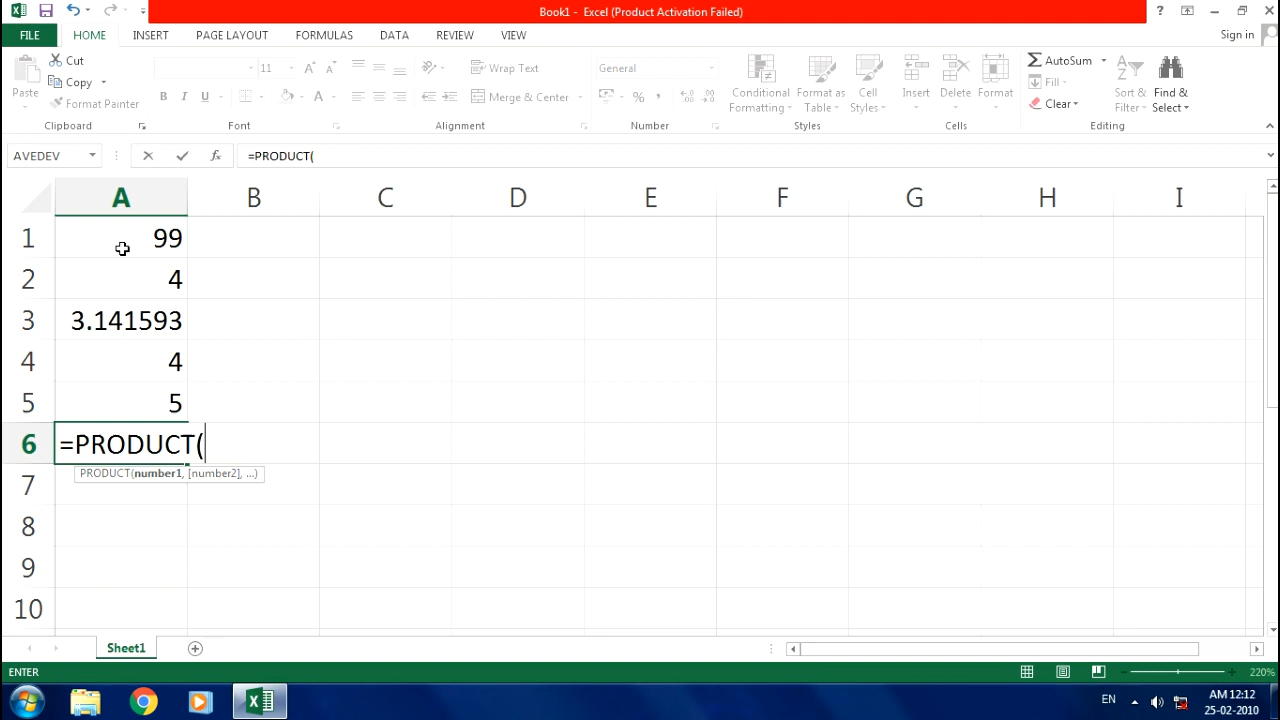 Book1 - Excel (Product Activation Failed)
?
FILE HOME INSERT PAGE LAYOUT FORMULAS DATA REVIEW VIEW Sign in
Paste
Cut
Copy
Format Painter
Clipboard
11 A A
B I U A
Font
Wrap Text
Merge & Center
Alignment
General
% , .0 .00
Number
Conditional Formatting
Format as Table
Cell Styles
Styles
Insert Delete Format
Cells
AutoSum
Fill
Clear
Sort & Filter
Find & Select
Editing
AVEDEV fx =PRODUCT(
A B C D E F G H I
1 99
2 4
3 3.141593
4 4
5 5
6 =PRODUCT(
PRODUCT(number1, [number2], ...)
7
8
9
10
Sheet1
ENTER 220%
EN AM 12:12
25-02-2010